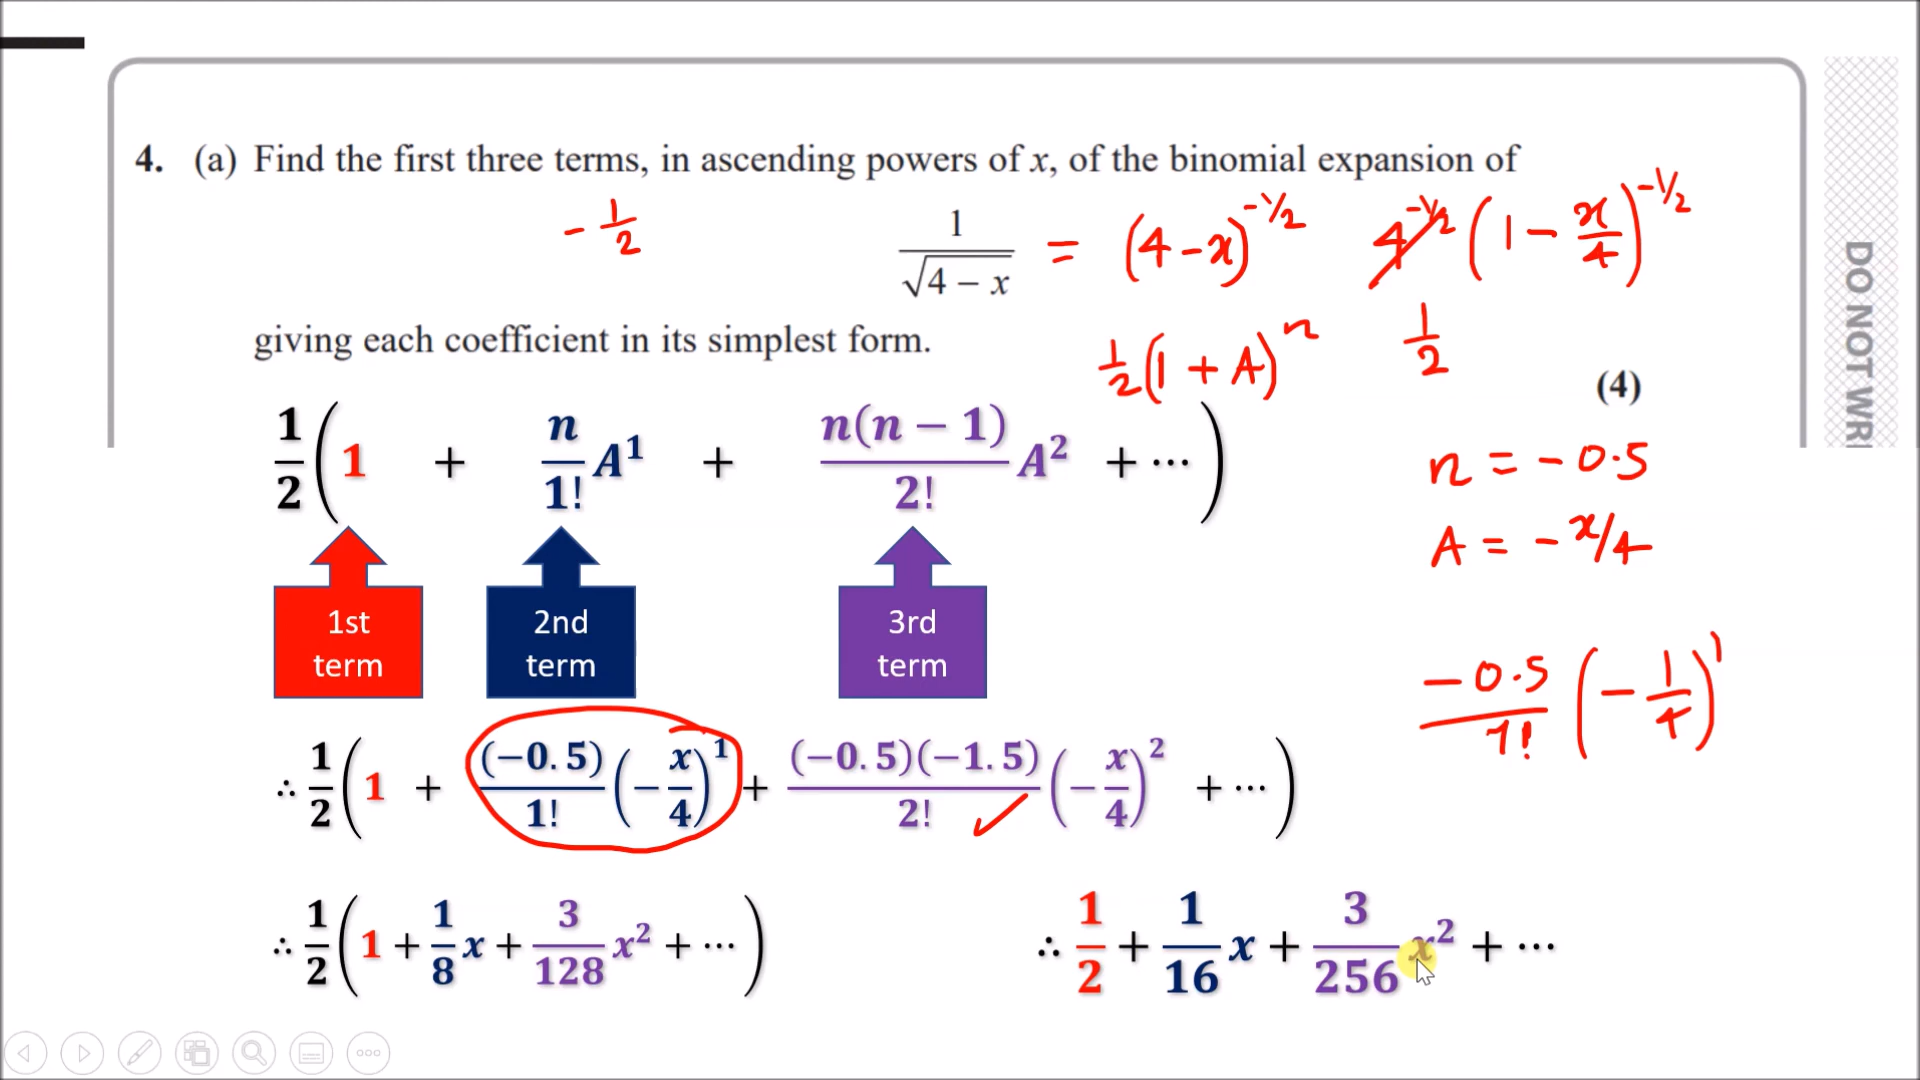 4. (a) Find the first three terms, in ascending powers of x, of the binomial expansion of
- 1/2
1/√(4 − x) = (4 - x)^(-1/2) 4^(-1/2) (1 - x/4)^(-1/2)
giving each coefficient in its simplest form.
1/2 (1 + A)^n 1/2
(4)
1/2 (1 + n/1! A¹ + n(n − 1)/2! A² + ⋯)
n = -0.5
A = -x/4
1st term
2nd term
3rd term
-0.5/1! (- 1/4)^1
∴ 1/2 (1 + (−0.5)/1! (−x/4)¹ + (−0.5)(−1.5)/2! (−x/4)² + ⋯)
∴ 1/2 (1 + 1/8 x + 3/128 x² + ⋯)
∴ 1/2 + 1/16 x + 3/256 x² + ⋯
DO NOT WRI